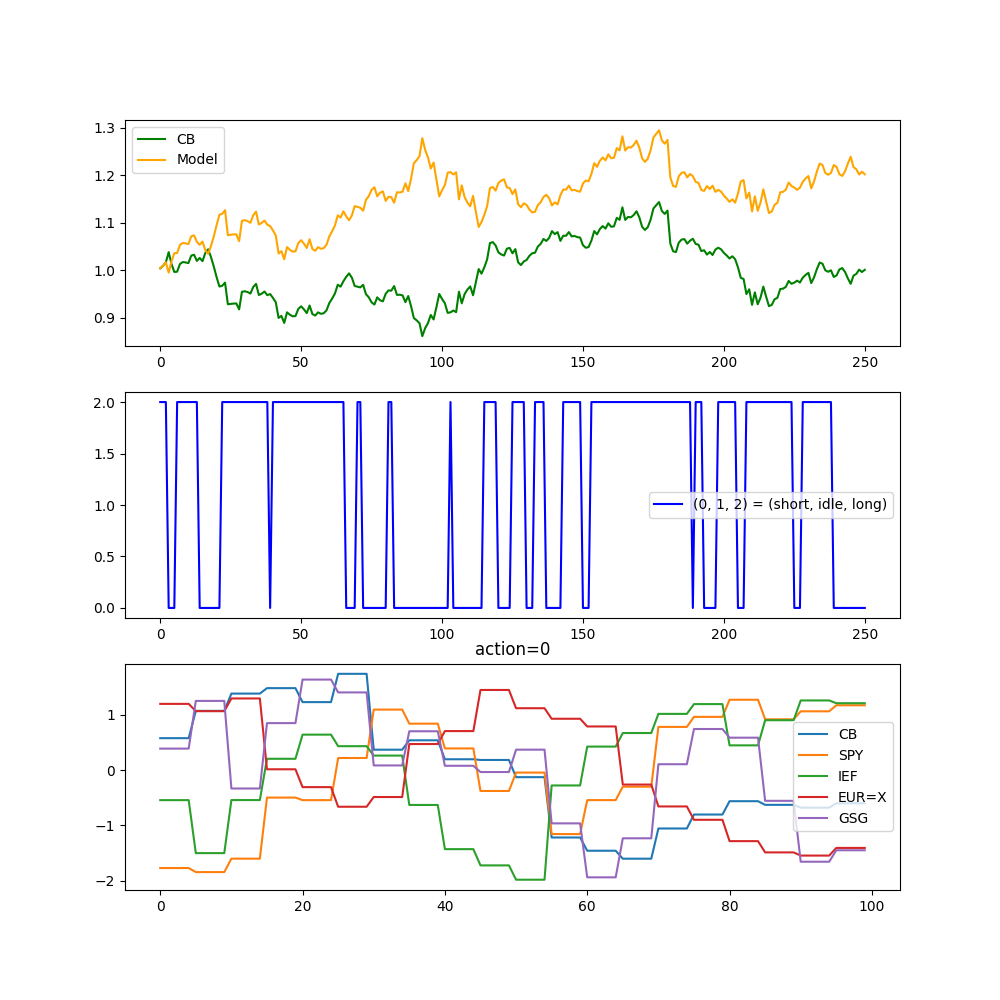 1.3
1.2
1.1
1.0
0.9
CB
Model
0 50 100 150 200 250
2.0
1.5
1.0
0.5
0.0
(0, 1, 2) = (short, idle, long)
0 50 100 150 200 250
action=0
1
0
−1
−2
CB
SPY
IEF
EUR=X
GSG
0 20 40 60 80 100